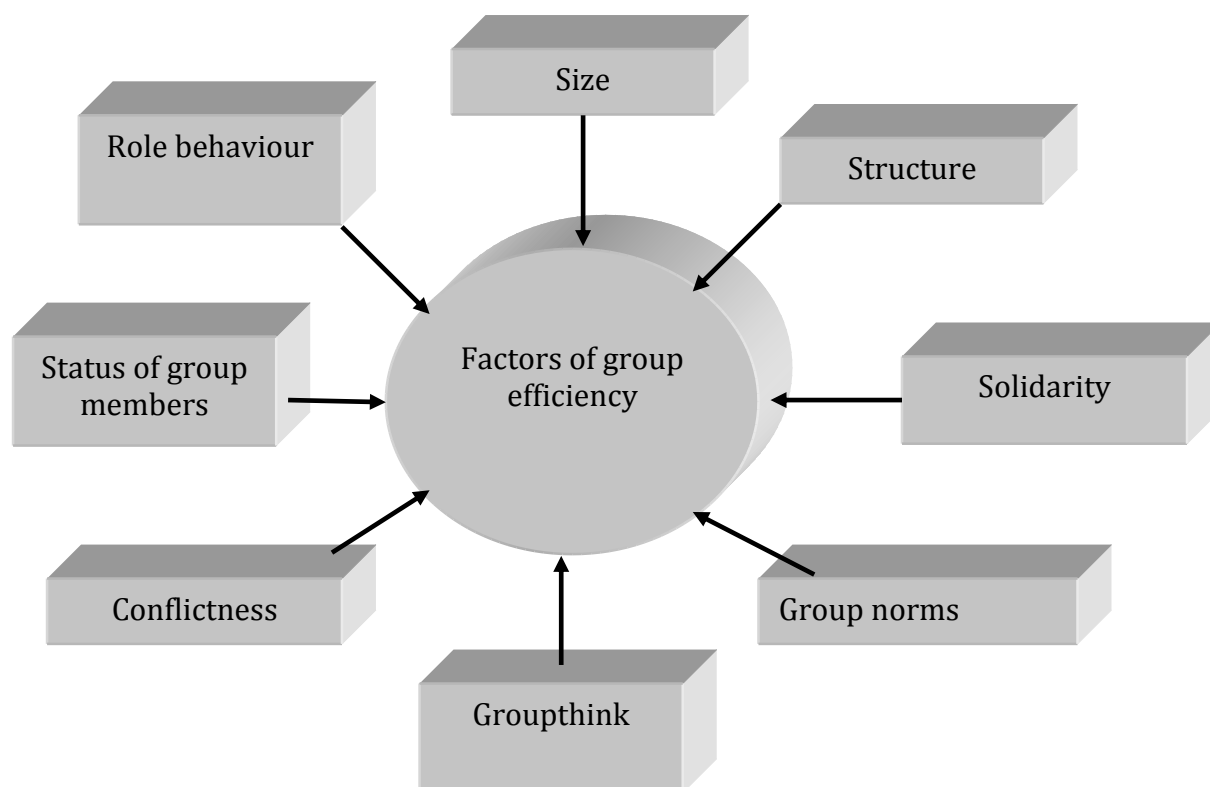 Size
Role behaviour
Structure
Factors of group
efficiency
Status of group
members
Solidarity
Conflictness
Group norms
Groupthink